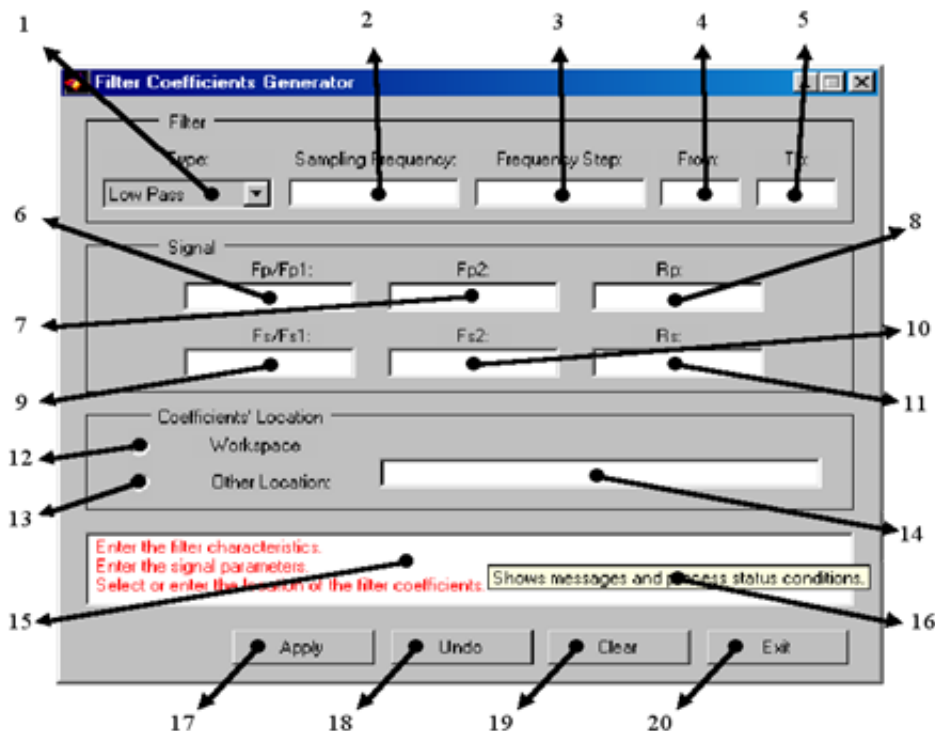 1 2 3 4 5
Filter Coefficients Generator
Filter
Type: Sampling Frequency: Frequency Step: From: To:
Low Pass
6 8
Signal
Fp/Fp1: Fp2: Rp:
7 10
Fs/Fs1: Fs2: Rs:
9 11
Coefficients' Location
12 Workspace
Other Location:
13 14
Enter the filter characteristics.
Enter the signal parameters.
Select or enter the location of the filter coefficients.
Shows messages and process status conditions.
15 16
Apply Undo Clear Exit
17 18 19 20